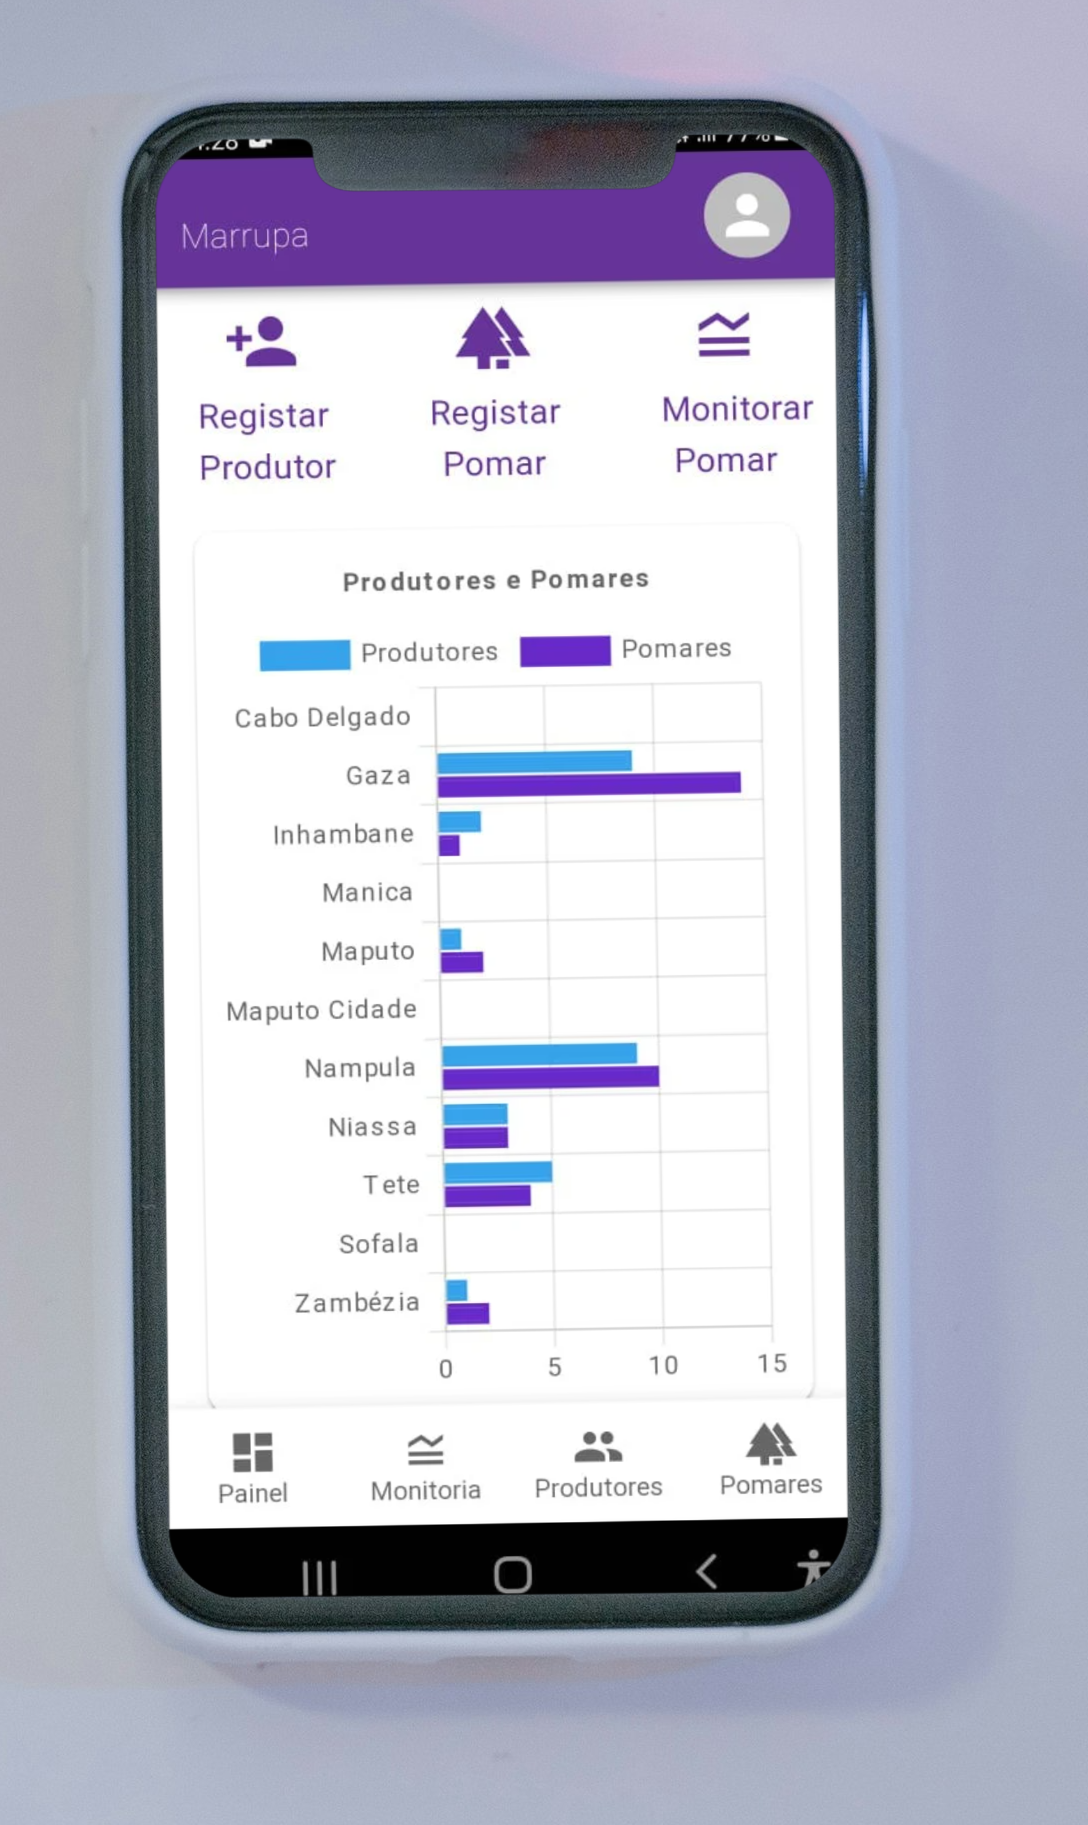 Marrupa
Registar
Produtor
Registar
Pomar
Monitorar
Pomar
Produtores e Pomares
Produtores Pomares
Cabo Delgado
Gaza
Inhambane
Manica
Maputo
Maputo Cidade
Nampula
Niassa
Tete
Sofala
Zambézia
0 5 10 15
Painel Monitoria Produtores Pomares